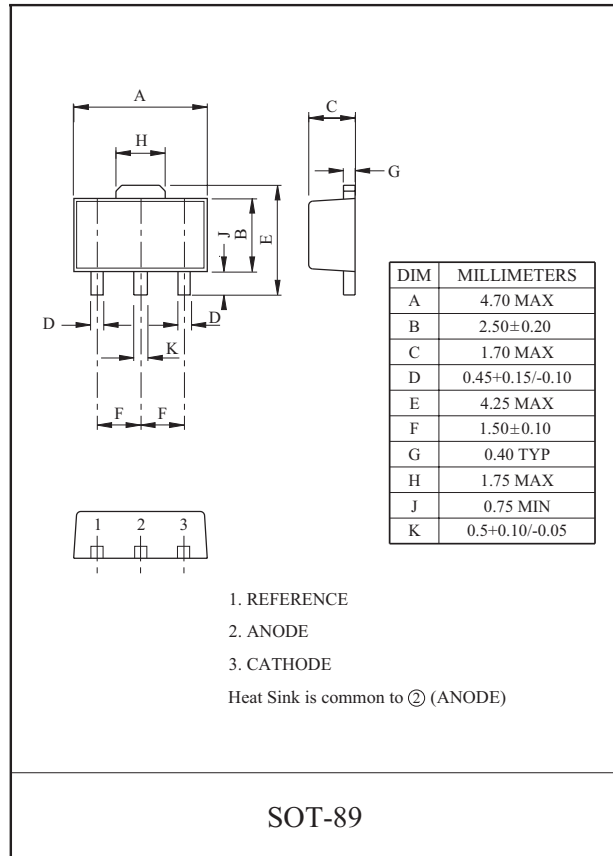 A
H
C
G
J
B
E
D
D
K
F
F
DIM MILLIMETERS
A 4.70 MAX
B 2.50±0.20
C 1.70 MAX
D 0.45+0.15/-0.10
E 4.25 MAX
F 1.50±0.10
G 0.40 TYP
H 1.75 MAX
J 0.75 MIN
K 0.5+0.10/-0.05
1 2 3
1. REFERENCE
2. ANODE
3. CATHODE
Heat Sink is common to ② (ANODE)
SOT-89